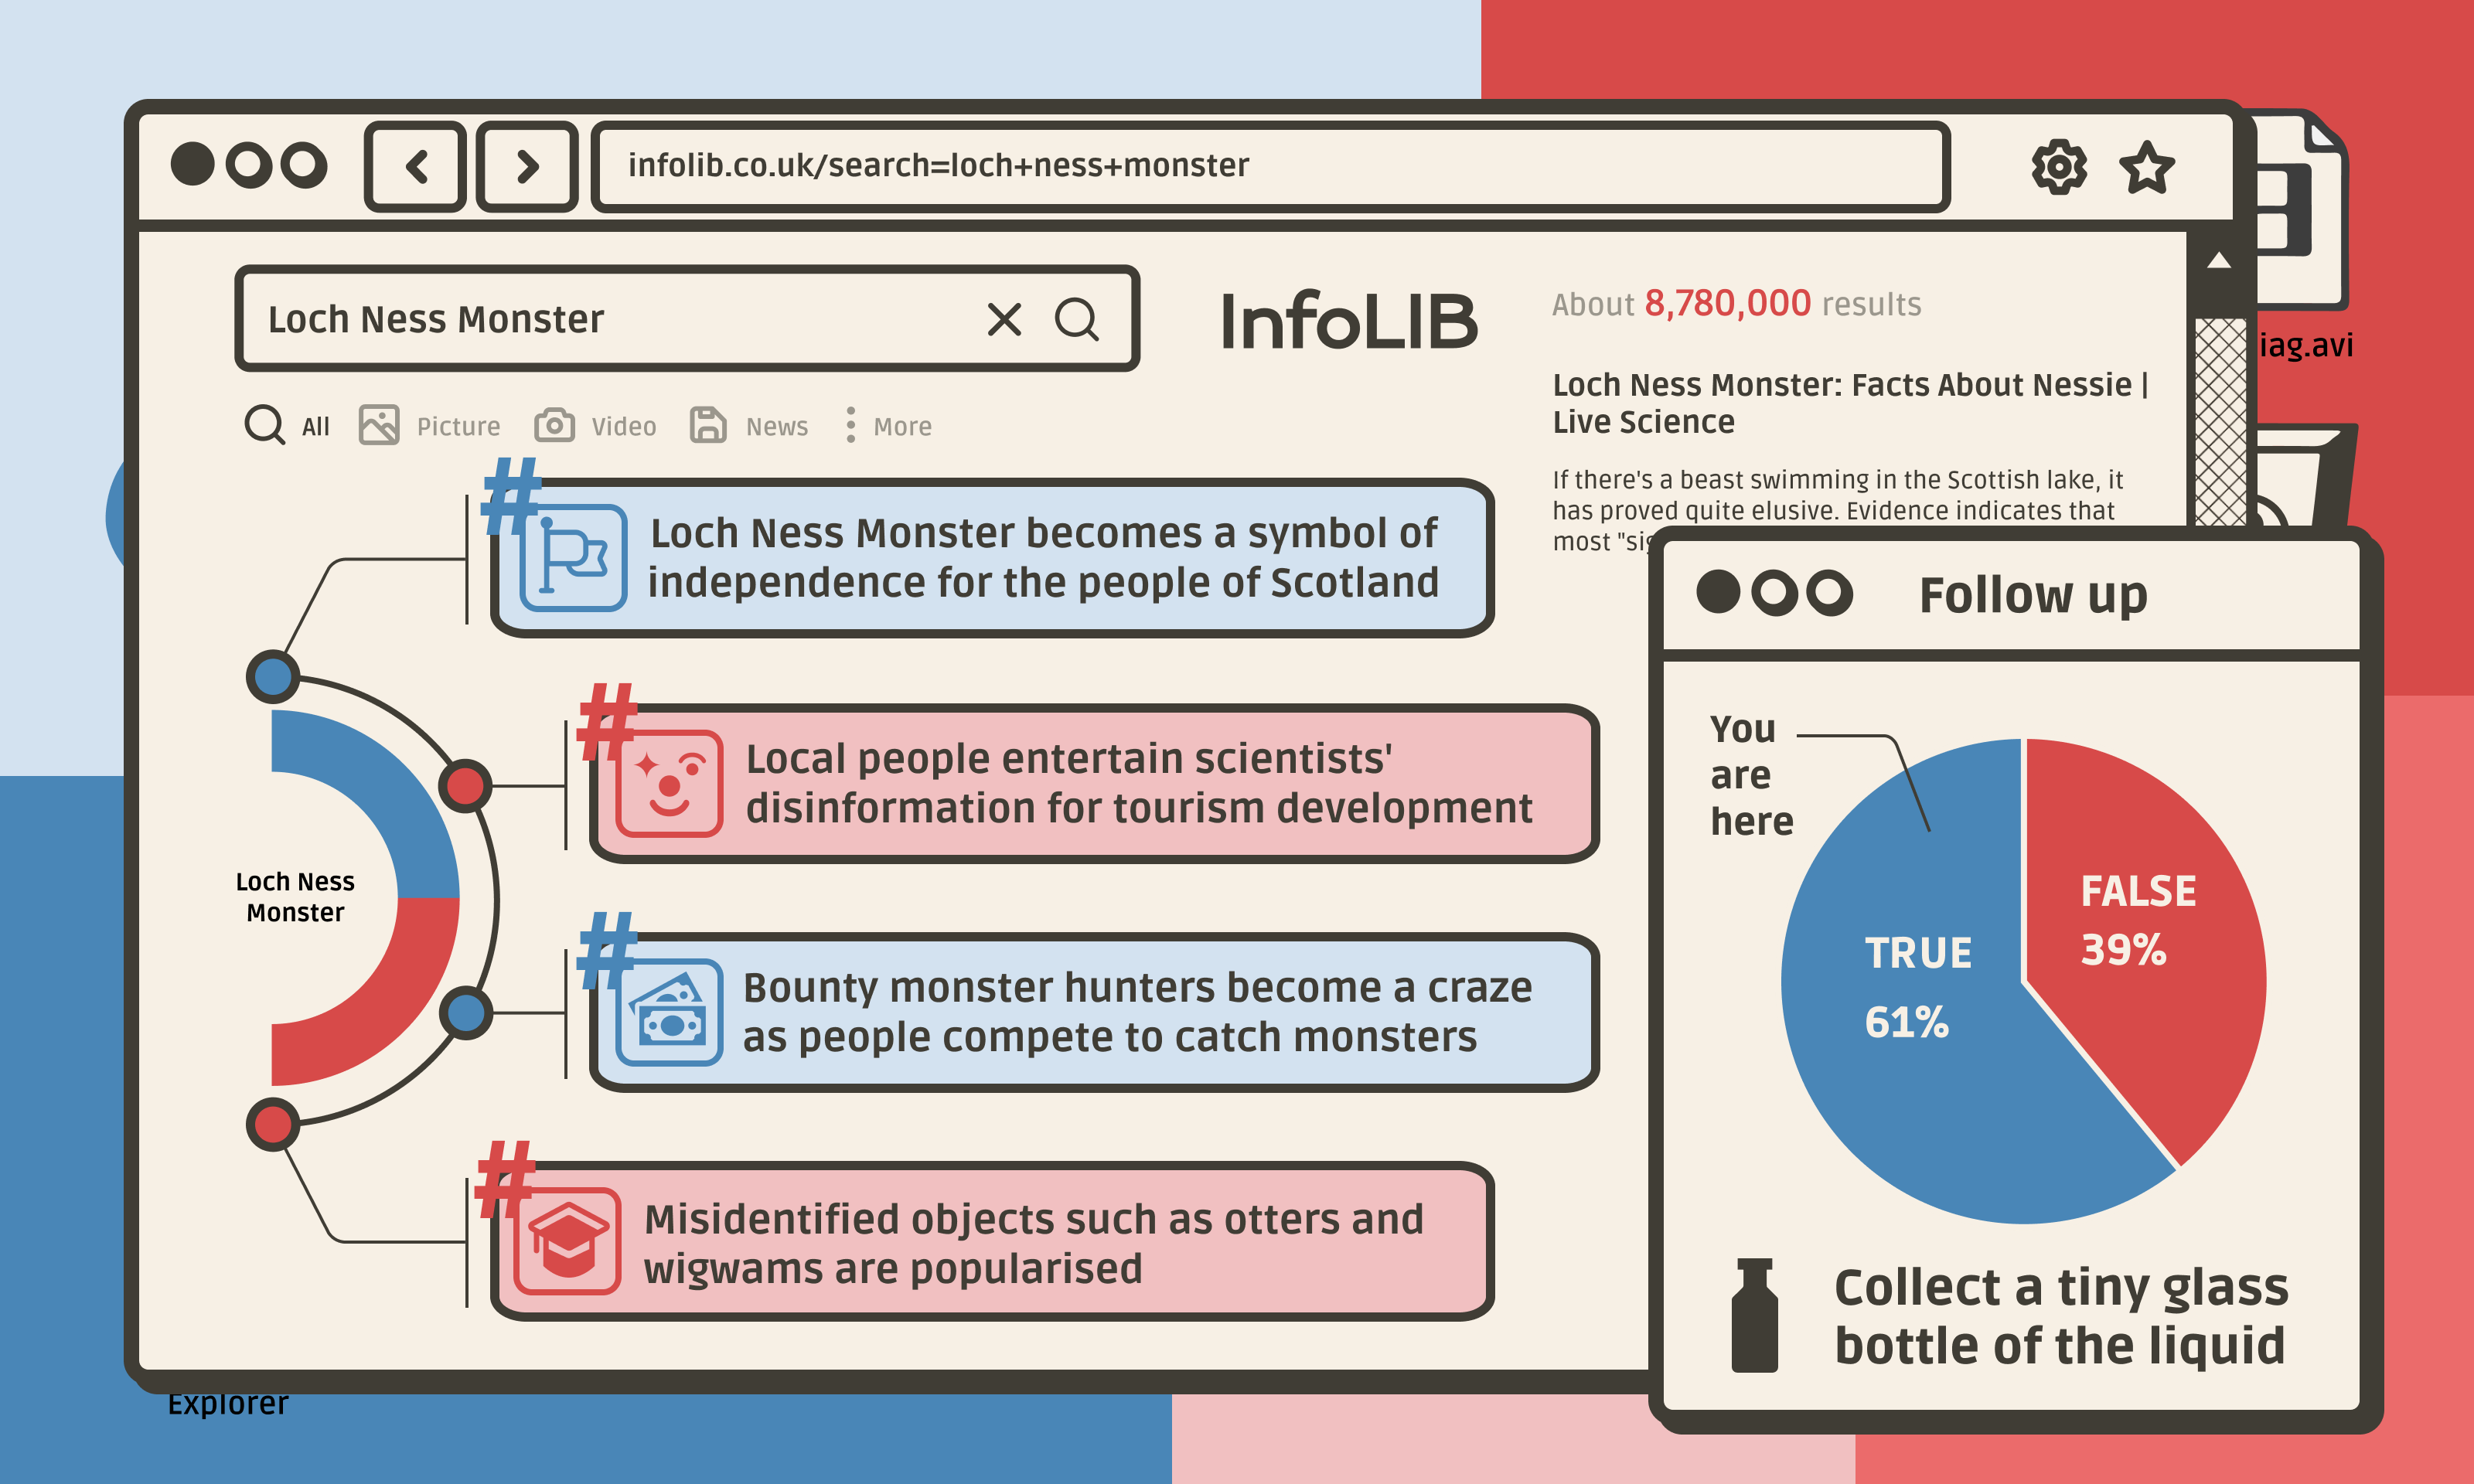 infolib.co.uk/search=loch+ness+monster
Loch Ness Monster
InfoLIB
About 8,780,000 results
All Picture Video News More
Loch Ness Monster: Facts About Nessie |
Live Science
If there's a beast swimming in the Scottish lake, it
has proved quite elusive. Evidence indicates that
most "sig
iag.avi
# Loch Ness Monster becomes a symbol of
independence for the people of Scotland
# Local people entertain scientists'
disinformation for tourism development
Loch Ness
Monster
# Bounty monster hunters become a craze
as people compete to catch monsters
# Misidentified objects such as otters and
wigwams are popularised
Follow up
You
are
here
TRUE
61%
FALSE
39%
Collect a tiny glass
bottle of the liquid
Explorer